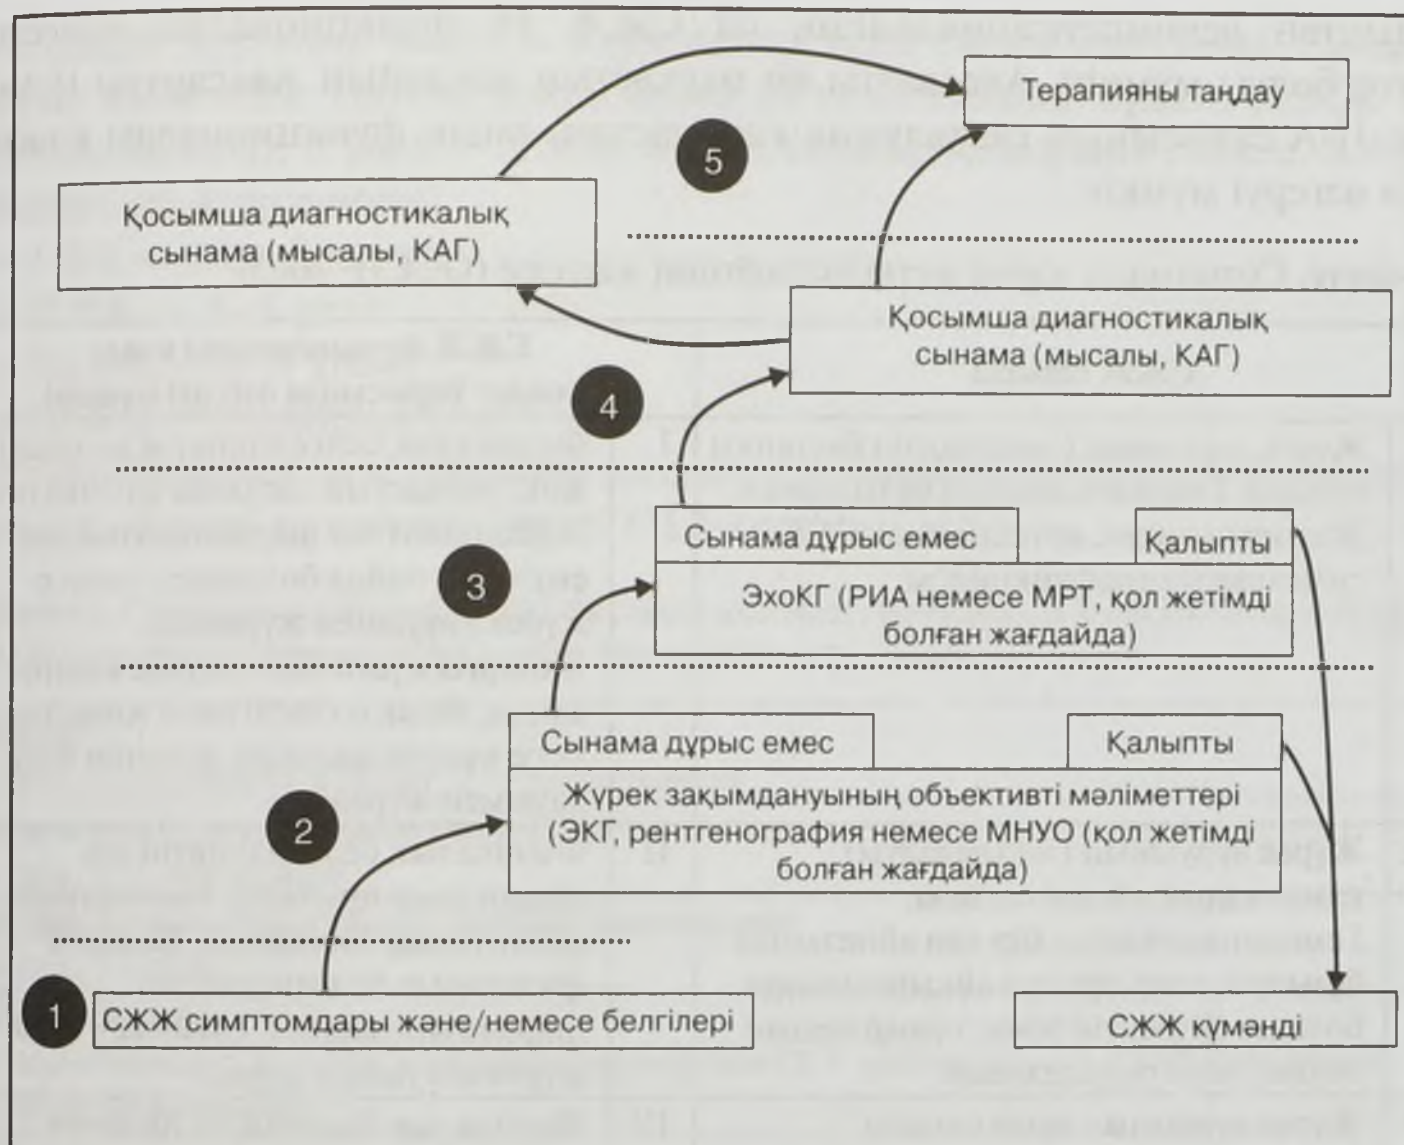 Терапияны таңдау
5
Қосымша диагностикалық
сынама (мысалы, КАГ)
Қосымша диагностикалық
сынама (мысалы, КАГ)
4
Сынама дұрыс емес
Қалыпты
3
ЭхоКГ (РИА немесе МРТ, қол жетімді
болған жағдайда)
Сынама дұрыс емес
Қалыпты
2
Жүрек зақымдануының объективті мәліметтері
(ЭКГ, рентгенография немесе МНУО (қол жетімді
болған жағдайда)
1
СЖЖ симптомдары және/немесе белгілері
СЖЖ күмәнді